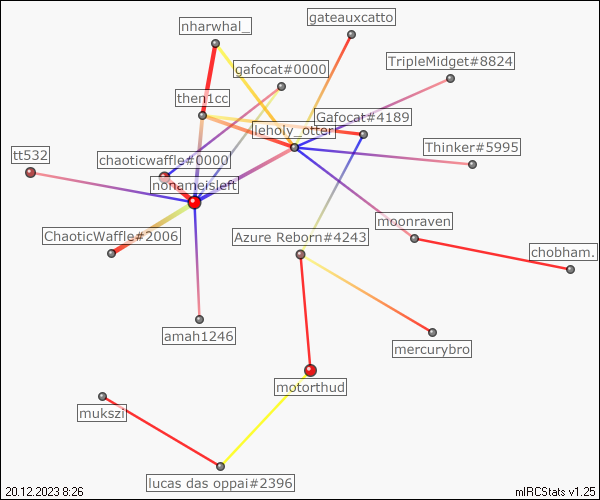 gateauxcatto
nharwhal_
TripleMidget#8824
gafocat#0000
then1cc
Gafocat#4189
leholy_otter
Thinker#5995
tt532
chaoticwaffle#0000
nonameisleft
moonraven
ChaoticWaffle#2006
Azure Reborn#4243
chobham.
amah1246
mercurybro
motorthud
mukszi
lucas das oppai#2396
20.12.2023 8:26
mIRCStats v1.25